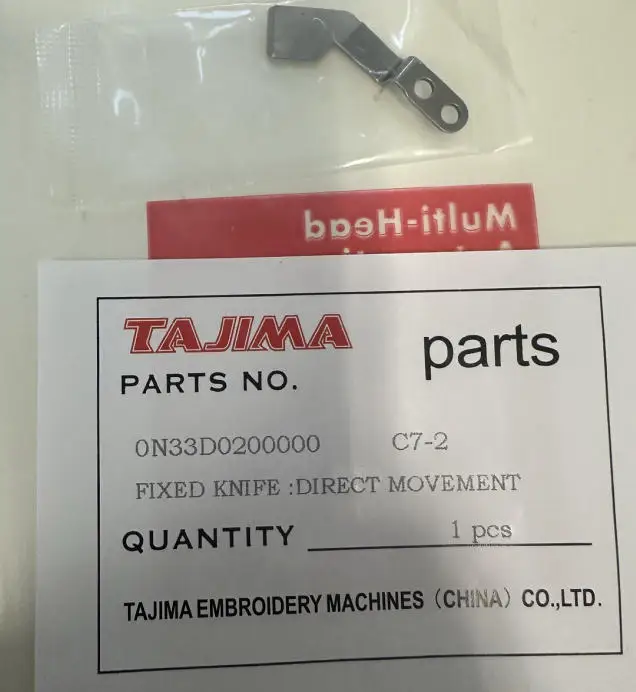 Multi-Head
TAJIMA parts
PARTS NO.
0N33D0200000 C7-2
FIXED KNIFE :DIRECT MOVEMENT
QUANTITY 1 pcs
TAJIMA EMBROIDERY MACHINES (CHINA) CO.,LTD.